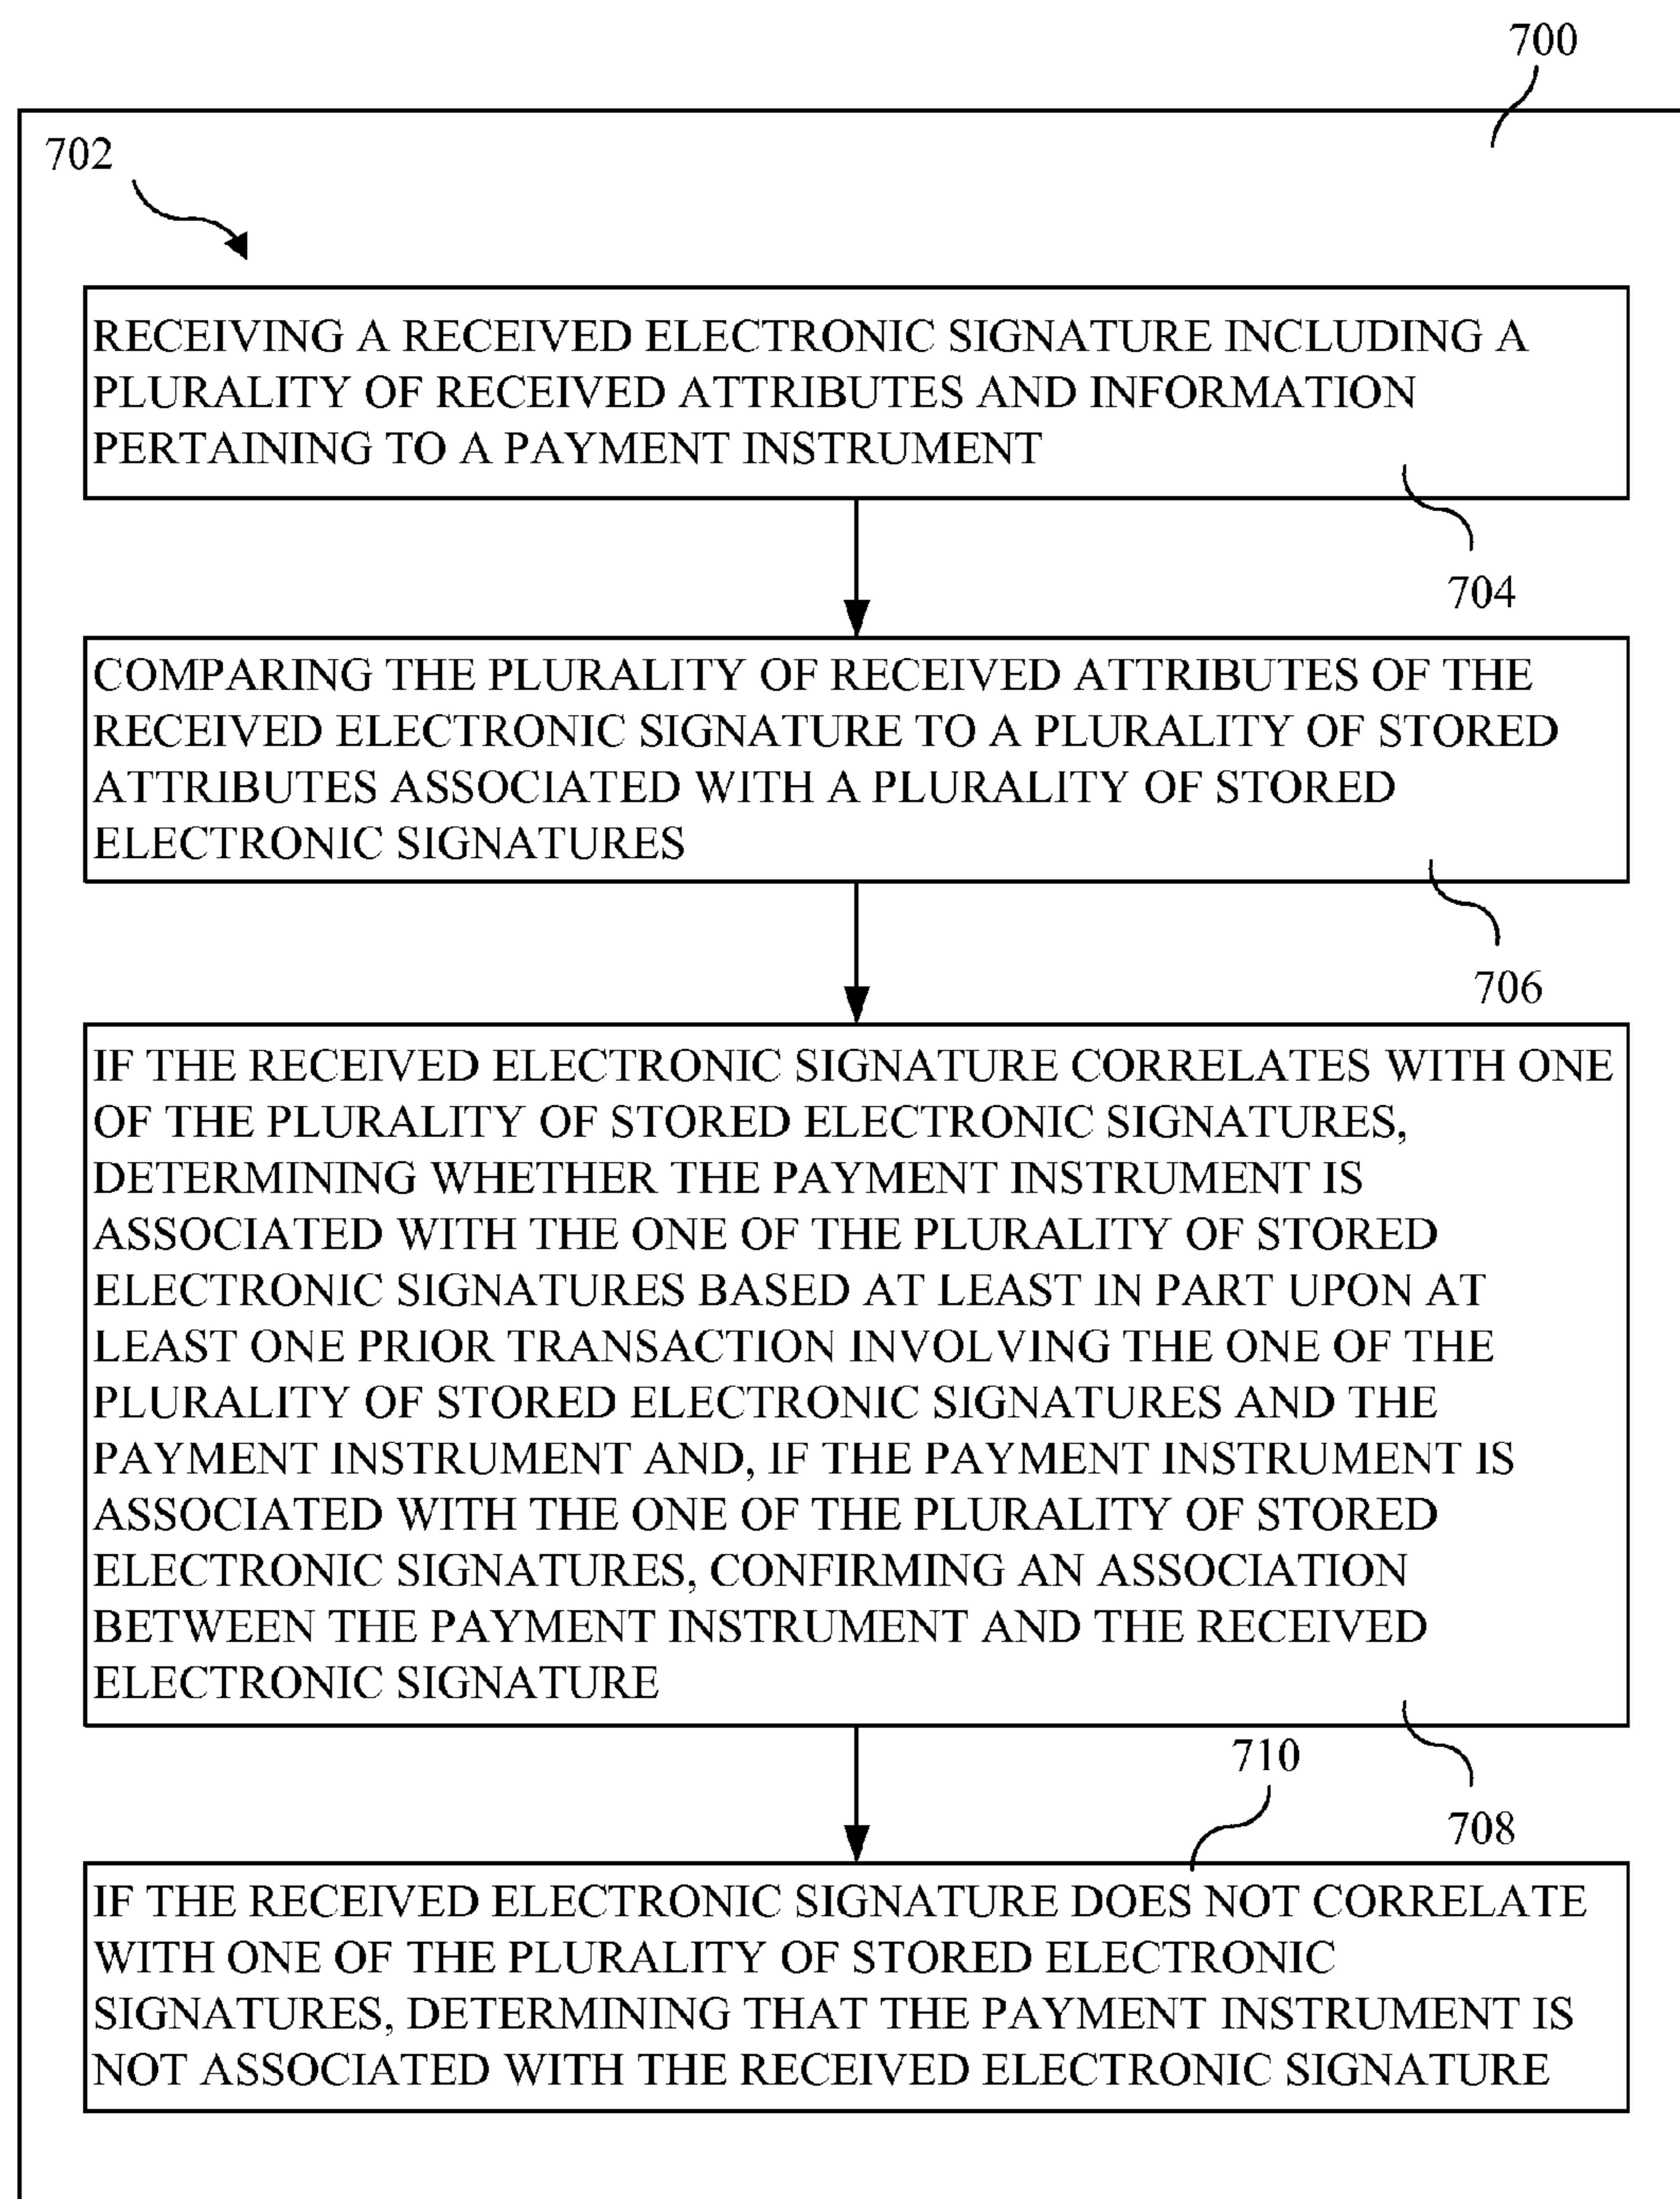 700
702
RECEIVING A RECEIVED ELECTRONIC SIGNATURE INCLUDING A
PLURALITY OF RECEIVED ATTRIBUTES AND INFORMATION
PERTAINING TO A PAYMENT INSTRUMENT
704
COMPARING THE PLURALITY OF RECEIVED ATTRIBUTES OF THE
RECEIVED ELECTRONIC SIGNATURE TO A PLURALITY OF STORED
ATTRIBUTES ASSOCIATED WITH A PLURALITY OF STORED
ELECTRONIC SIGNATURES
706
IF THE RECEIVED ELECTRONIC SIGNATURE CORRELATES WITH ONE
OF THE PLURALITY OF STORED ELECTRONIC SIGNATURES,
DETERMINING WHETHER THE PAYMENT INSTRUMENT IS
ASSOCIATED WITH THE ONE OF THE PLURALITY OF STORED
ELECTRONIC SIGNATURES BASED AT LEAST IN PART UPON AT
LEAST ONE PRIOR TRANSACTION INVOLVING THE ONE OF THE
PLURALITY OF STORED ELECTRONIC SIGNATURES AND THE
PAYMENT INSTRUMENT AND, IF THE PAYMENT INSTRUMENT IS
ASSOCIATED WITH THE ONE OF THE PLURALITY OF STORED
ELECTRONIC SIGNATURES, CONFIRMING AN ASSOCIATION
BETWEEN THE PAYMENT INSTRUMENT AND THE RECEIVED
ELECTRONIC SIGNATURE
710
708
IF THE RECEIVED ELECTRONIC SIGNATURE DOES NOT CORRELATE
WITH ONE OF THE PLURALITY OF STORED ELECTRONIC
SIGNATURES, DETERMINING THAT THE PAYMENT INSTRUMENT IS
NOT ASSOCIATED WITH THE RECEIVED ELECTRONIC SIGNATURE